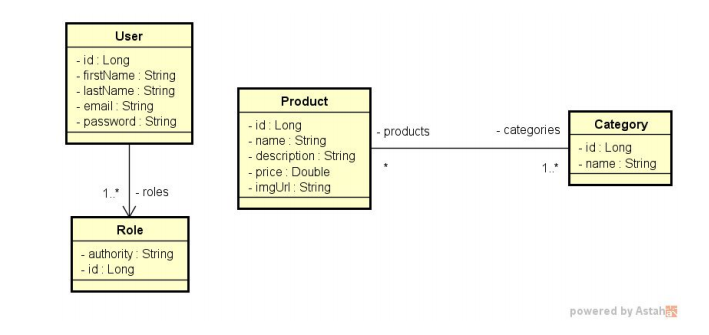 User
- id : Long
- firstName : String
- lastName : String
- email : String
- password : String
1..*
- roles
Role
- authority : String
- id : Long
Product
- id : Long
- name : String
- description : String
- price : Double
- imgUrl : String
- products
*
- categories
1..*
Category
- id : Long
- name : String
powered by Astah